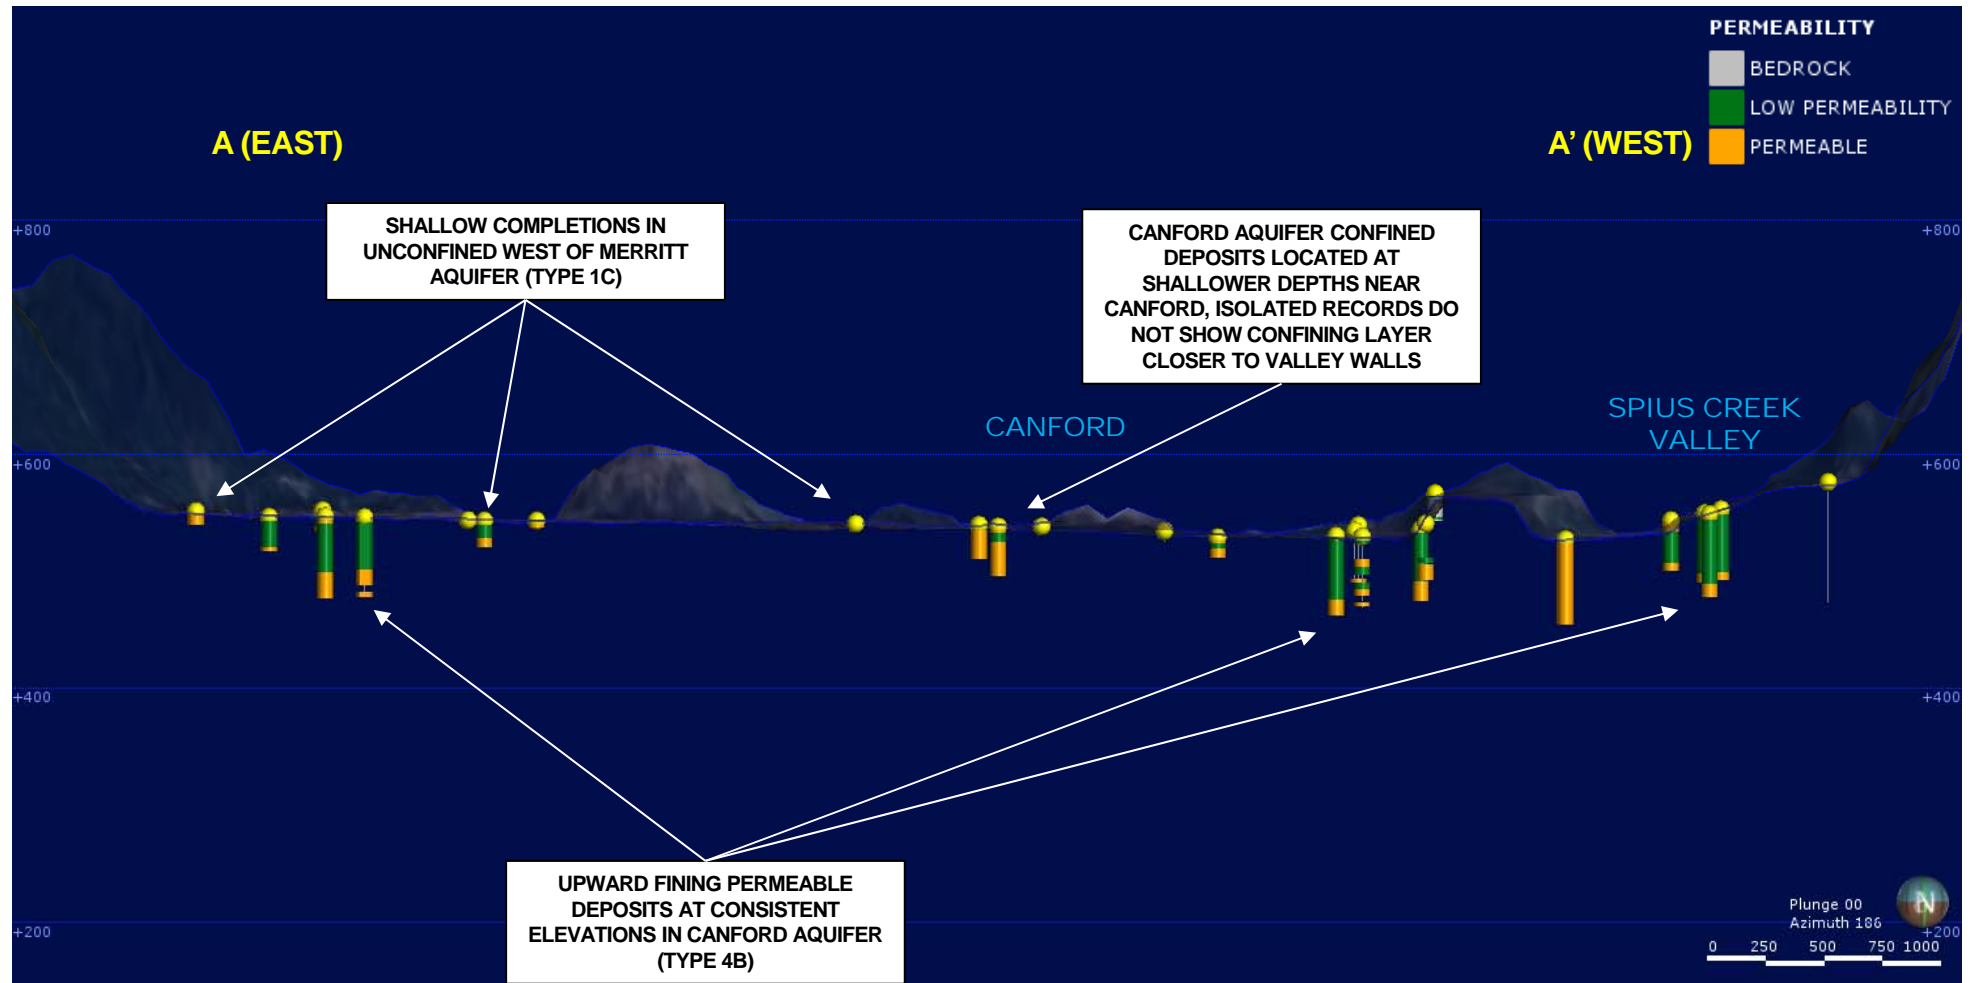 PERMEABILITY
BEDROCK
LOW PERMEABILITY
PERMEABLE
A (EAST)
A’ (WEST)
+800
+800
SHALLOW COMPLETIONS IN
UNCONFINED WEST OF MERRITT
AQUIFER (TYPE 1C)
CANFORD AQUIFER CONFINED
DEPOSITS LOCATED AT
SHALLOWER DEPTHS NEAR
CANFORD, ISOLATED RECORDS DO
NOT SHOW CONFINING LAYER
CLOSER TO VALLEY WALLS
CANFORD
SPIUS CREEK
VALLEY
+600
+600
+400
+400
UPWARD FINING PERMEABLE
DEPOSITS AT CONSISTENT
ELEVATIONS IN CANFORD AQUIFER
(TYPE 4B)
+200
+200
Plunge 00
Azimuth 186
N
0 250 500 750 1000